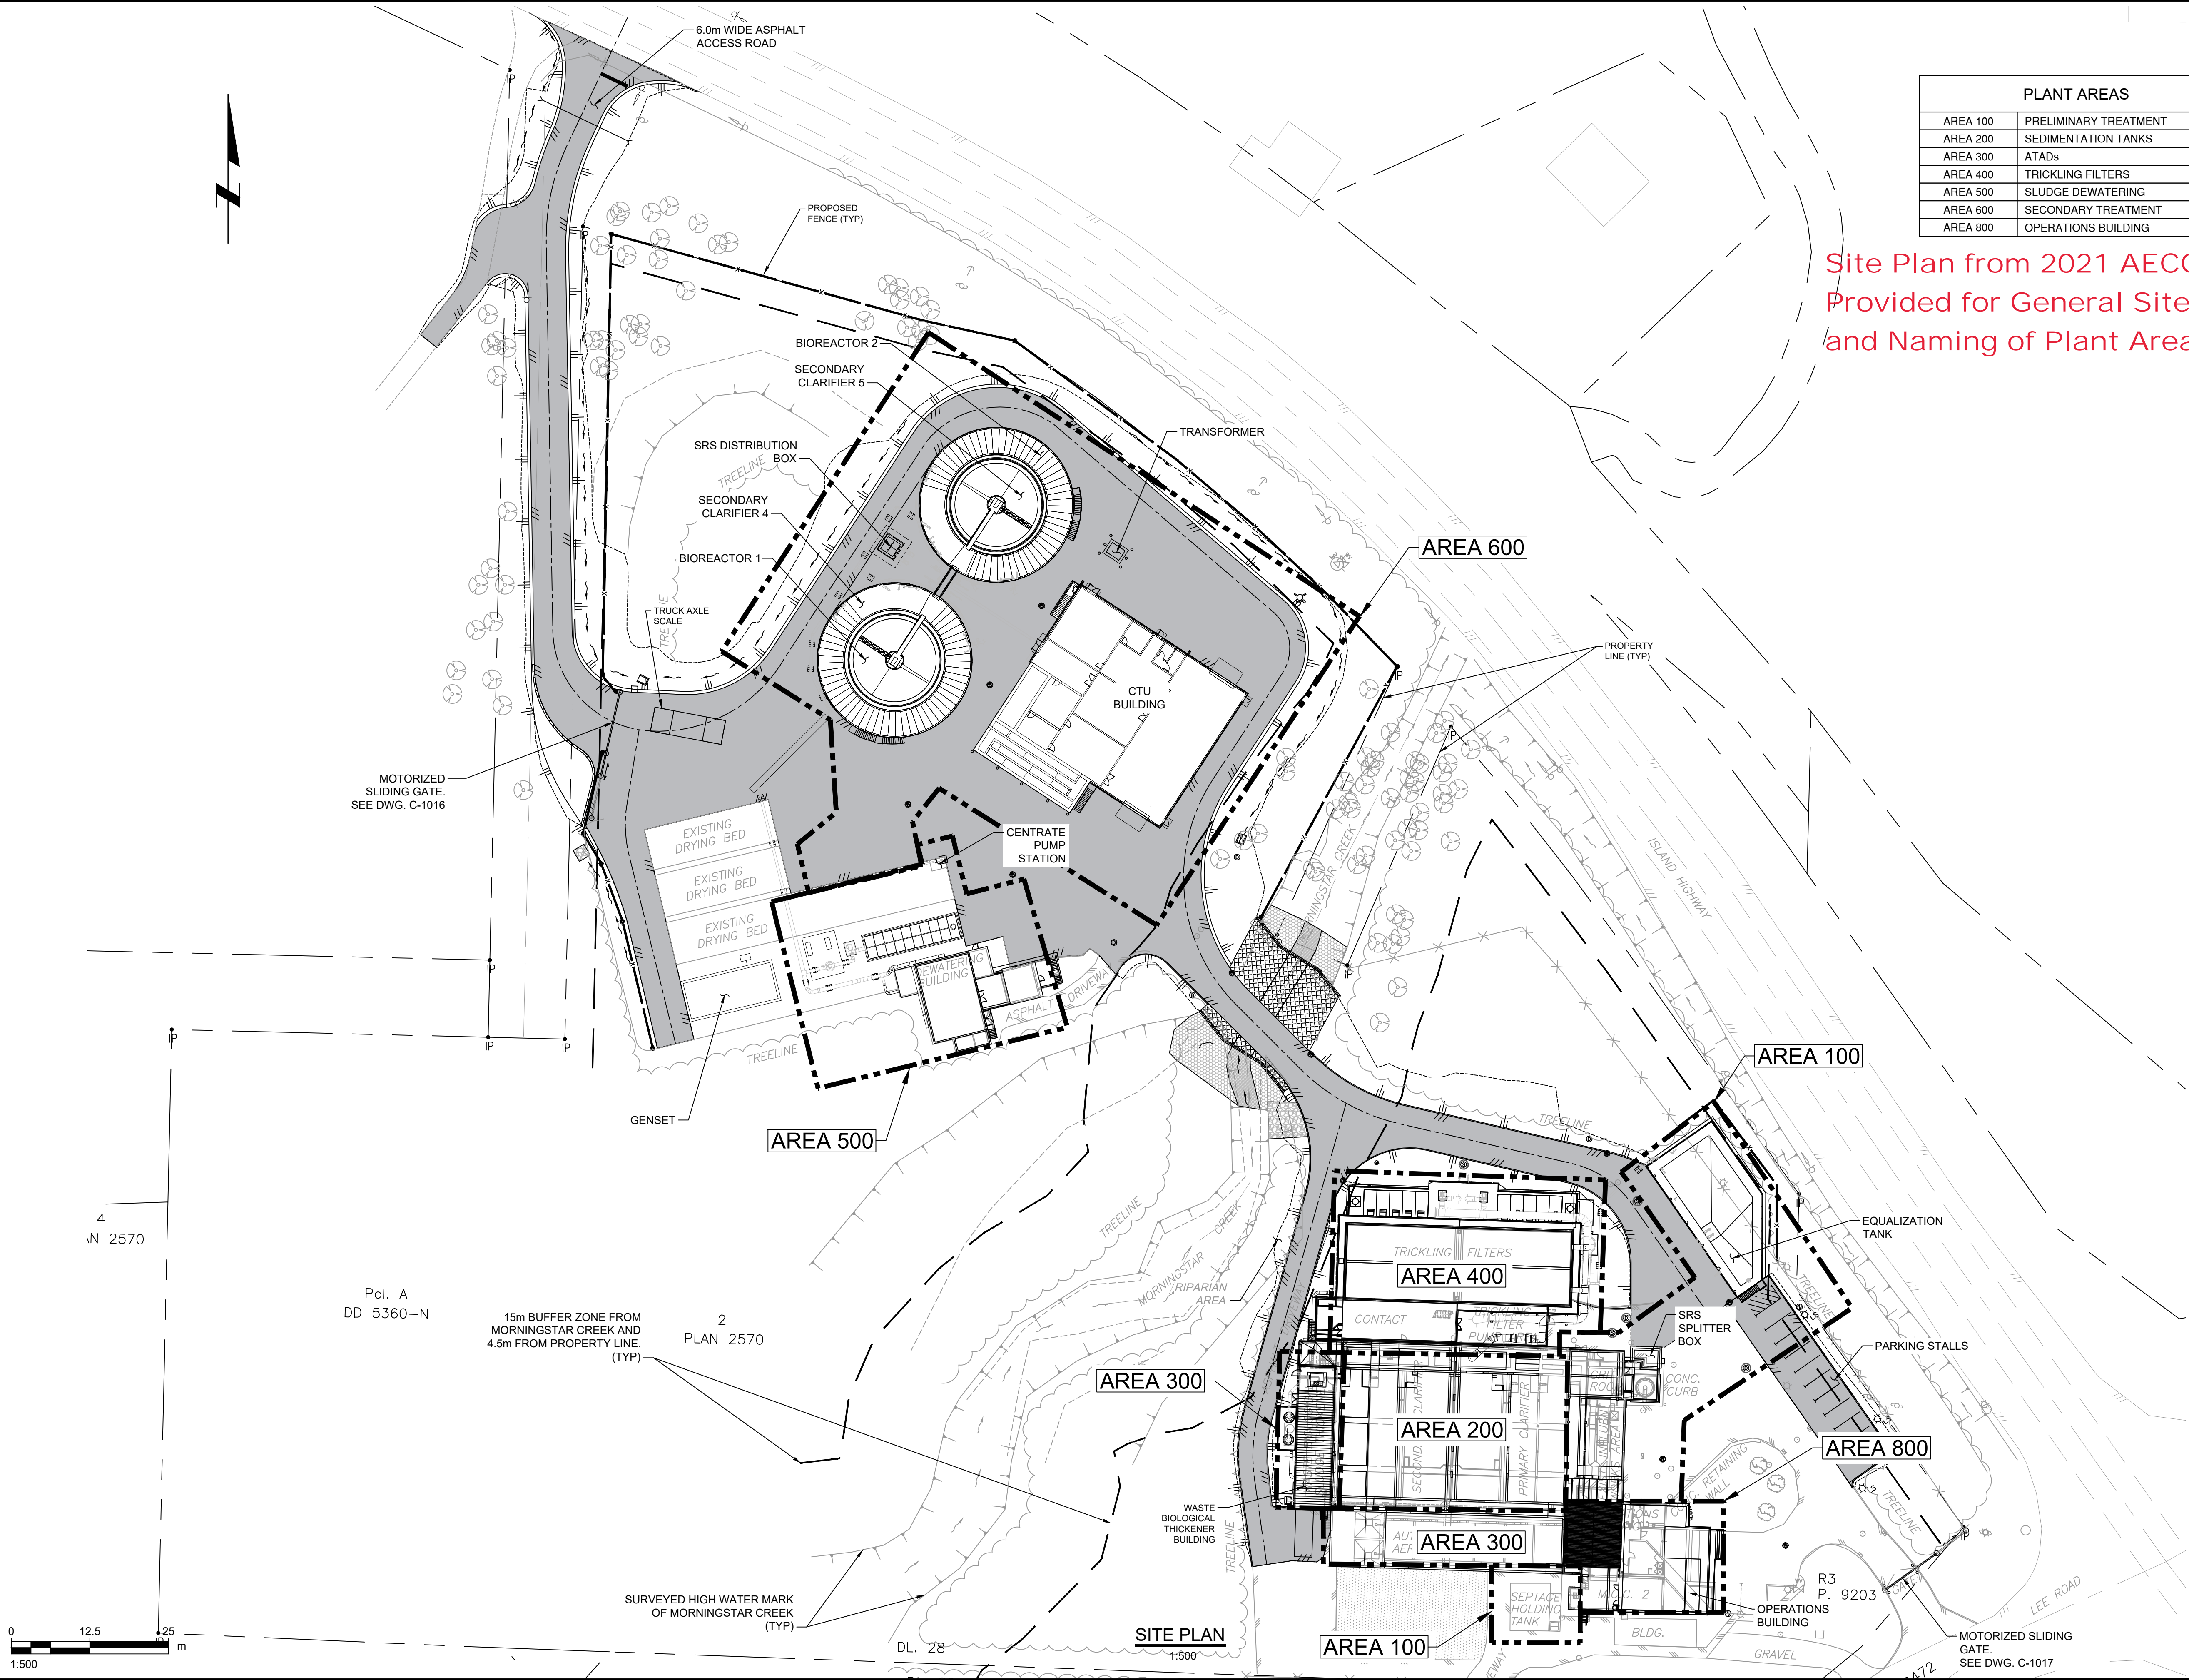 6.0m WIDE ASPHALT
ACCESS ROAD
IP
PLANT AREAS
AREA 100 PRELIMINARY TREATMENT
AREA 200 SEDIMENTATION TANKS
AREA 300 ATADs
AREA 400 TRICKLING FILTERS
AREA 500 SLUDGE DEWATERING
AREA 600 SECONDARY TREATMENT
AREA 800 OPERATIONS BUILDING
Site Plan from 2021
Provided for General Site
and Naming of Plant
N
PROPOSED
FENCE (TYP)
BIOREACTOR 2
SECONDARY
CLARIFIER 5
TRANSFORMER
SRS DISTRIBUTION
BOX
TREELINE
SECONDARY
CLARIFIER 4
BIOREACTOR 1
AREA 600
TRUCK AXLE
SCALE
PROPERTY
LINE (TYP)
IP
CTU
BUILDING
IP
MOTORIZED
SLIDING GATE.
SEE DWG. C-1016
EXISTING
DRYING BED
EXISTING
DRYING BED
EXISTING
DRYING BED
CENTRATE
PUMP
STATION
MORNINGSTAR CREEK
ISLAND HIGHWAY
DEWATERING
BUILDING
ASPHALT
TREELINE
IP
IP
IP
IP
IP
GENSET
AREA 500
AREA 100
TREELINE
4
2570
Pcl. A
DD 5360-N
2
PLAN 2570
15m BUFFER ZONE FROM
MORNINGSTAR CREEK AND
4.5m FROM PROPERTY LINE.
(TYP)
TREELINE
MORNINGSTAR CREEK
RIPARIAN
AREA
TRICKLING FILTERS
AREA 400
CONTACT
TRICKLING
FILTER
EQUALIZATION
TANK
TREELINE
SRS
SPLITTER
BOX
PARKING STALLS
CONC.
CURB
AREA 300
AREA 200
PRIMARY CLARIFIER
AREA 800
RETAINING
WALL
TREELINE
WASTE
BIOLOGICAL
THICKENER
BUILDING
TREELINE
AREA 300
SURVEYED HIGH WATER MARK
OF MORNINGSTAR CREEK
(TYP)
SEPTAGE
HOLDING
TANK
BLDG.
OPERATIONS
BUILDING
R3
P. 9203
GATE
LEE ROAD
IP
MOTORIZED SLIDING
GATE.
SEE DWG. C-1017
GRAVEL
AREA 100
SITE PLAN
1:500
DL. 28
0 12.5 25
m
1:500